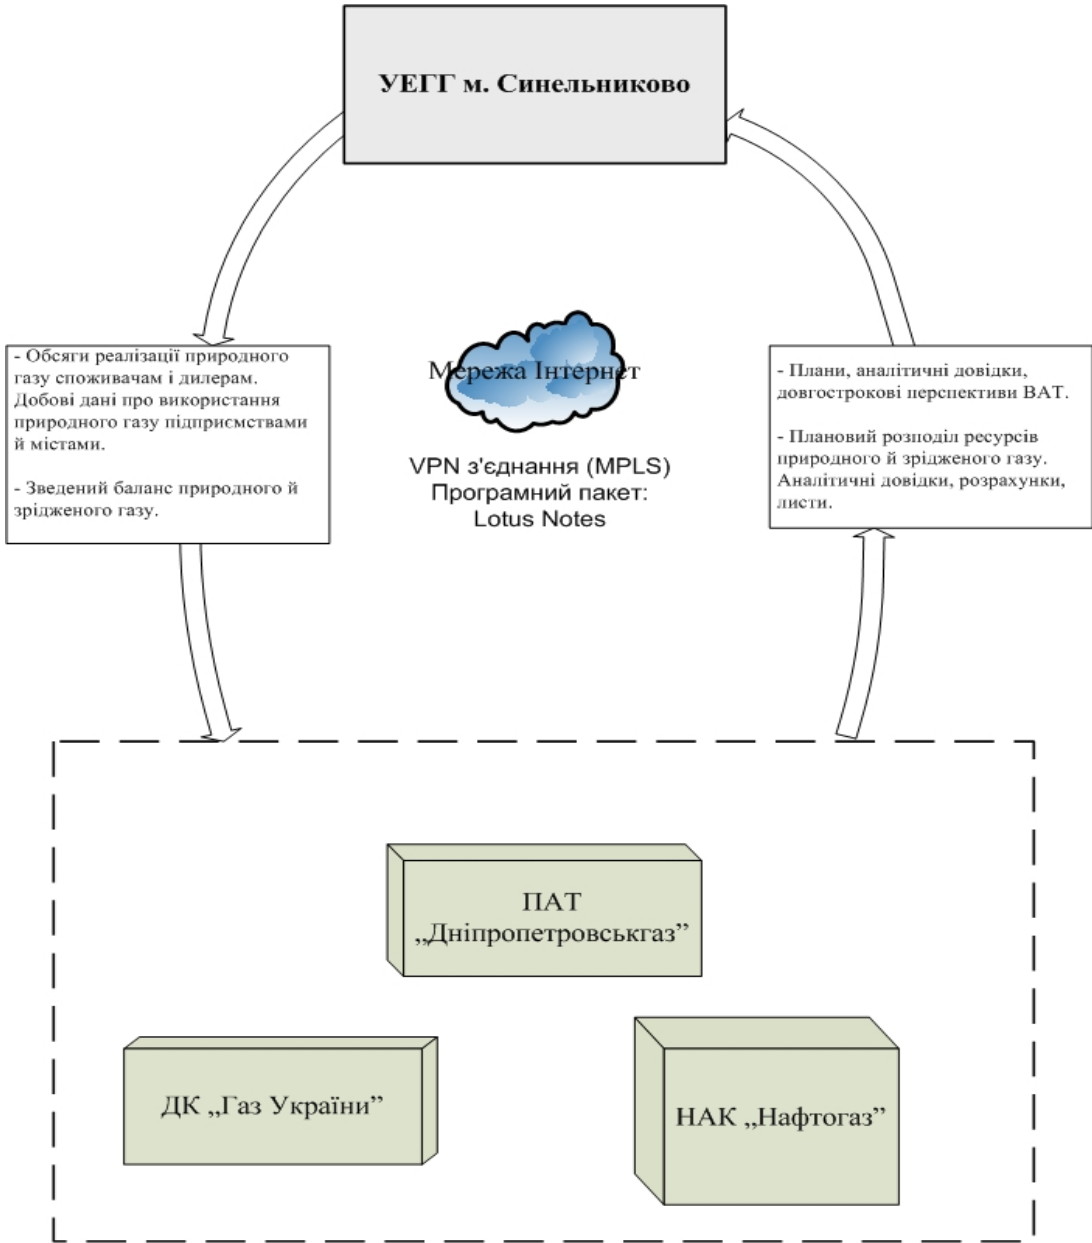 УЕГГ м. Синельниково
- Обсяги реалізації природного
газу споживачам і дилерам.
Добові дані про використання
природного газу підприємствами
й містами.
- Зведений баланс природного й
зрідженого газу.
Мережа Інтернет
VPN з'єднання (MPLS)
Програмний пакет:
Lotus Notes
- Плани, аналітичні довідки,
довгострокові перспективи ВАТ.
- Плановий розподіл ресурсів
природного й зрідженого газу.
Аналітичні довідки, розрахунки,
листи.
ПАТ
„Дніпропетровськгаз”
ДК „Газ України”
НАК „Нафтогаз”